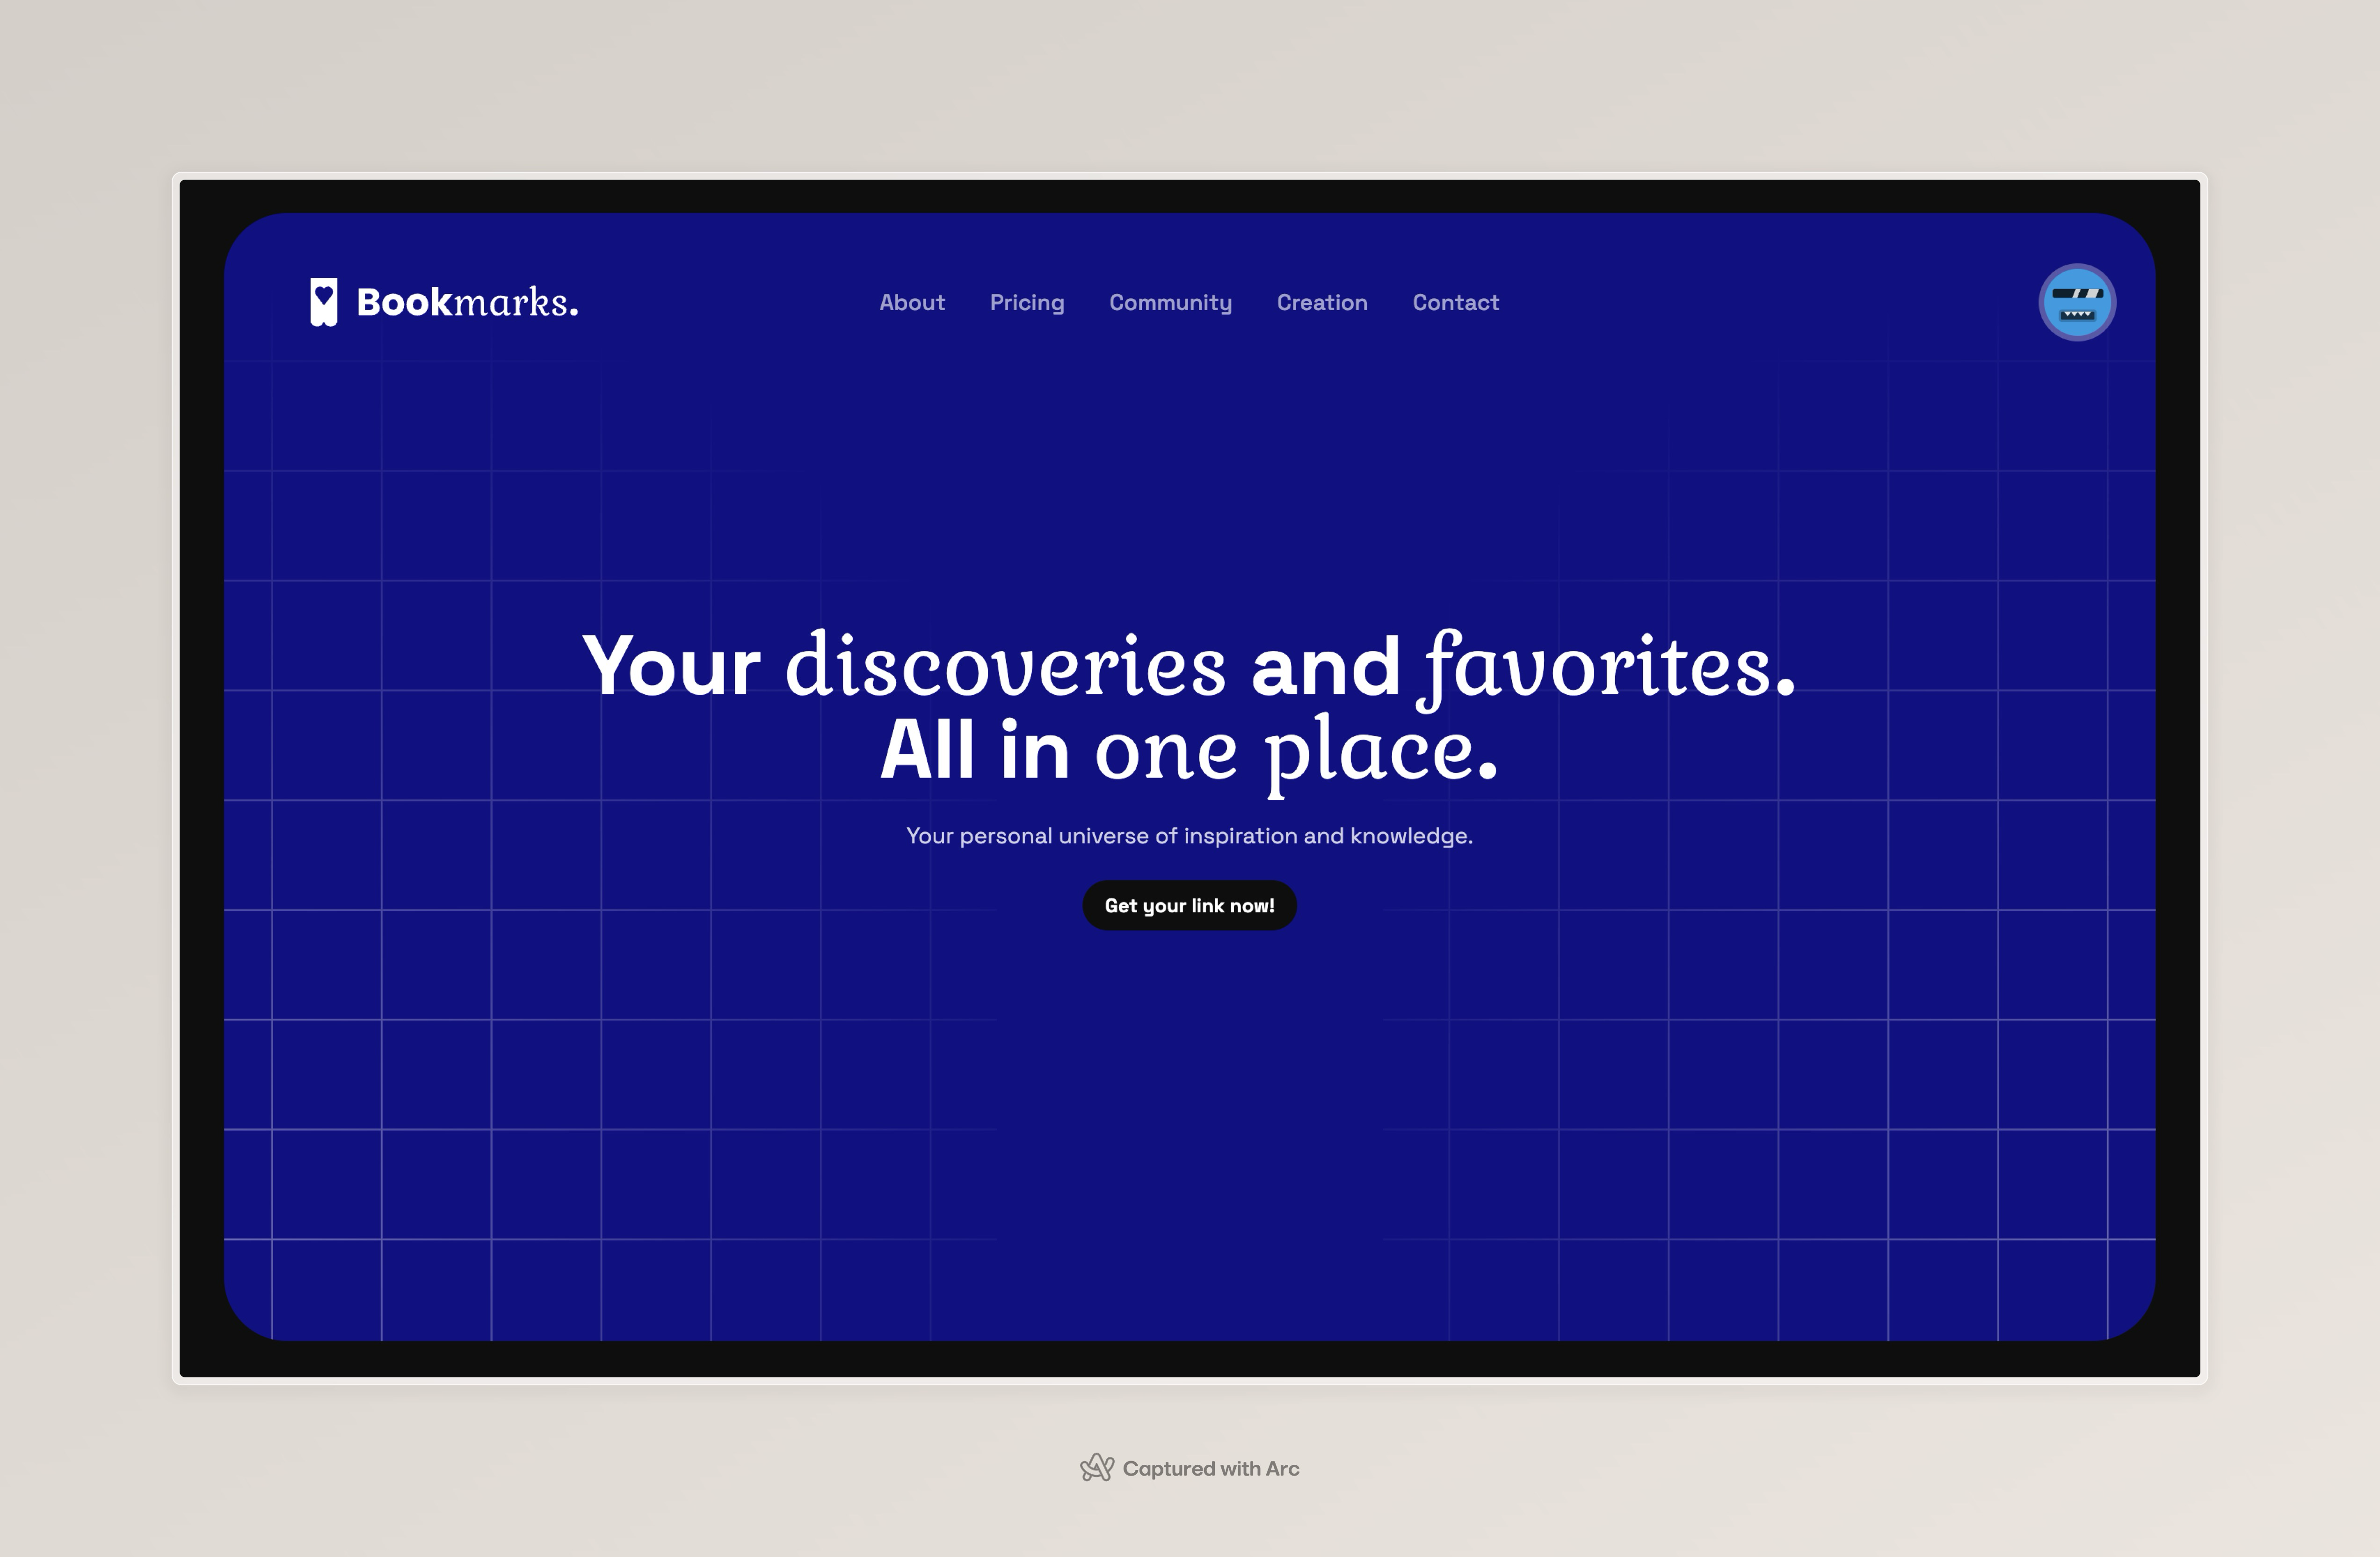 Bookmarks.
About Pricing Community Creation Contact
Your discoveries and favorites.
All in one place.
Your personal universe of inspiration and knowledge.
Get your link now!
Captured with Arc